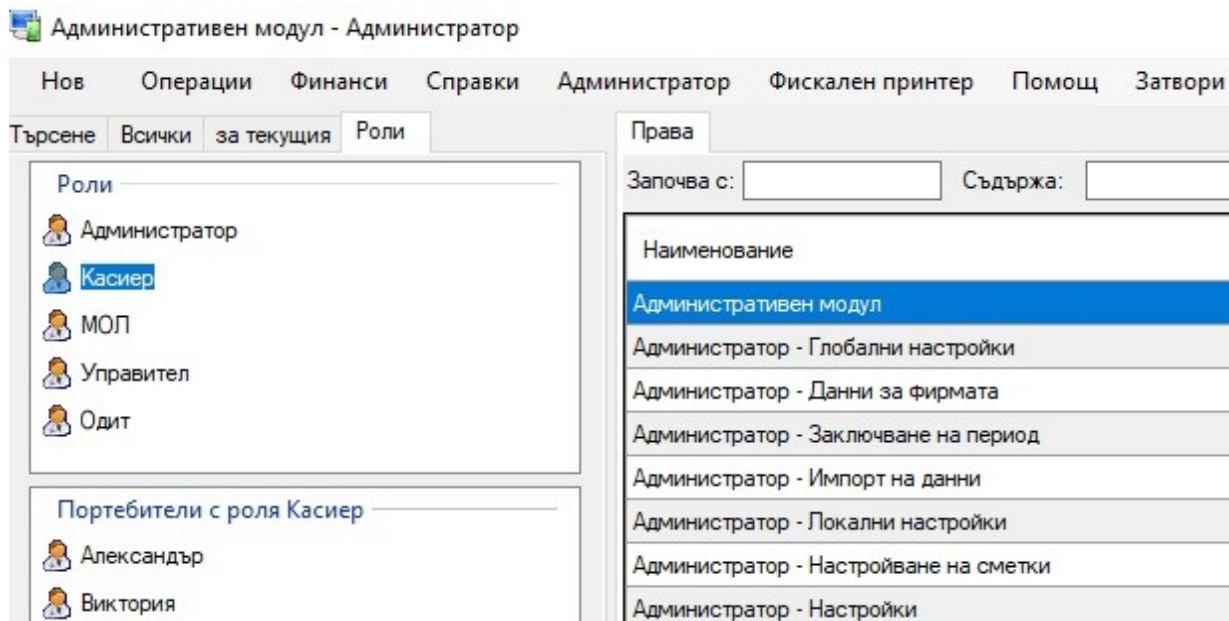 Административен модул - Администратор
Нов Операции Финанси Справки Администратор Фискален принтер Помощ Затвори
Търсене Всички за текущия Роли
Роли
Администратор
Касиер
МОЛ
Управител
Одит
Портебители с роля Касиер
Александър
Виктория
Права
Започва с: Съдържа:
Наименование
Административен модул
Администратор - Глобални настройки
Администратор - Данни за фирмата
Администратор - Заключване на период
Администратор - Импорт на данни
Администратор - Локални настройки
Администратор - Настройване на сметки
Администратор - Настройки